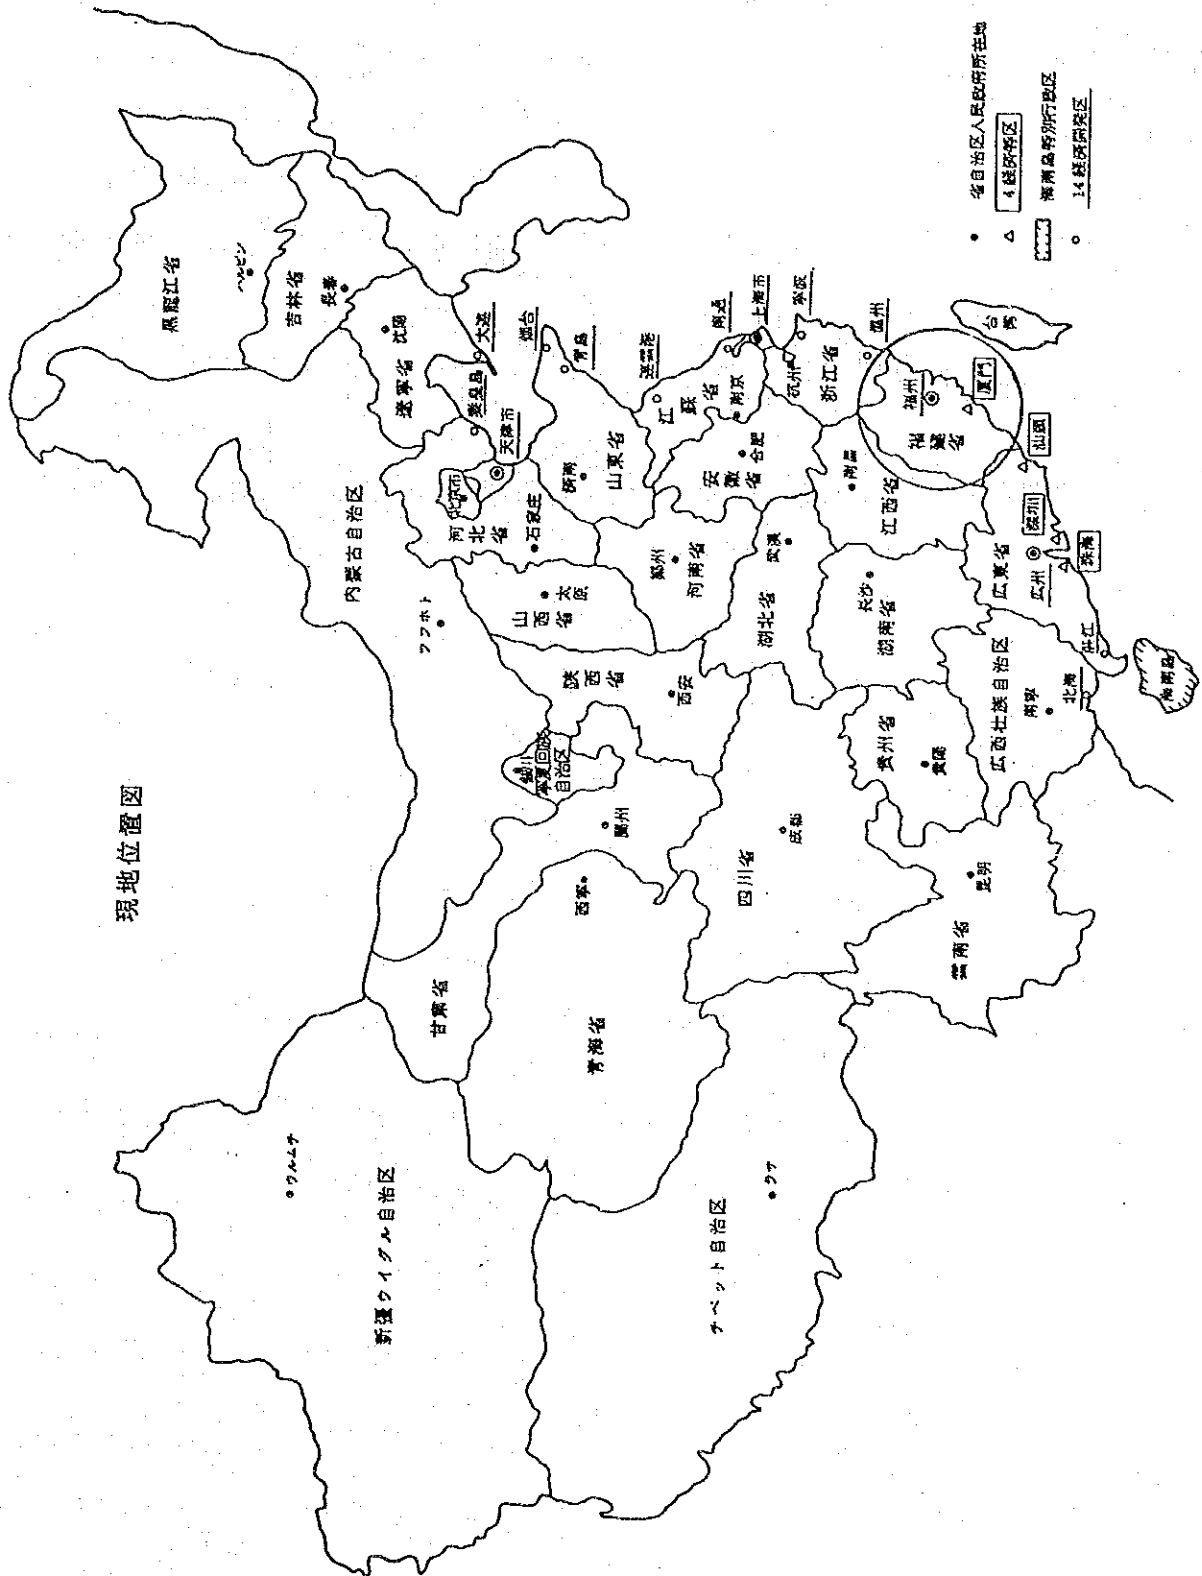 現地位置図
黒龍江省
ハルビン
吉林省
長春
遼寧省
沈陽
大連
内蒙古自治区
フフホト
河北省
北京市
天津市
秦皇島
石家庄
山西省
太原
山東省
済南
烟台
青島
連雲港
江蘇省
南京
南通
上海市
安徽省
合肥
浙江省
杭州
寧波
温州
河南省
鄭州
陝西省
西安
銀川
寧夏回族
自治区
甘粛省
蘭州
青海省
西寧
新疆ウイグル自治区
ウルムチ
チベット自治区
ラサ
四川省
成都
湖北省
武漢
湖南省
長沙
江西省
南昌
福建省
福州
厦門
台湾
広東省
広州
汕頭
深圳
珠海
湛江
海南島
広西壮族自治区
南寧
北海
貴州省
貴陽
雲南省
昆明
● 省自治区人民政府所在地
△ 4経済特区
海南島特別行政区
○ 14経済開発区